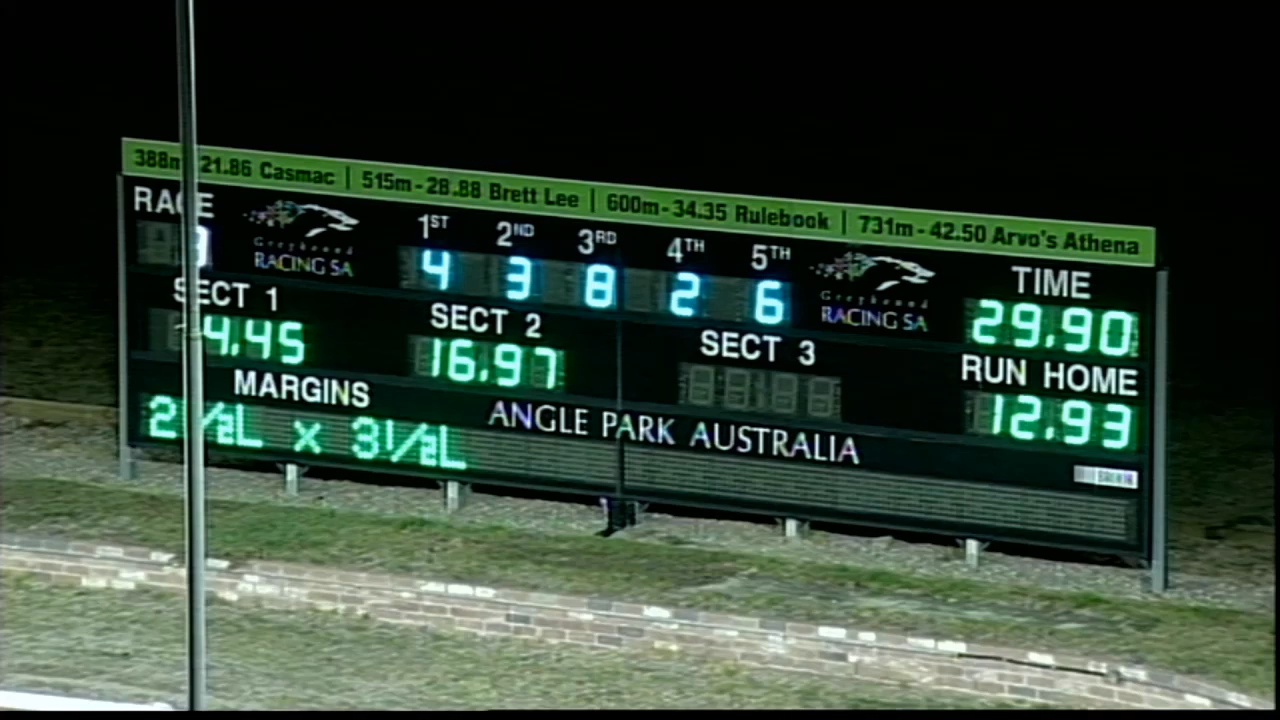 388m - 21.86 Casmac | 515m - 28.88 Brett Lee | 600m - 34.35 Rulebook | 731m - 42.50 Arvo's Athena
RACE
Greyhound
RACING SA
1ST 2ND 3RD 4TH 5TH
4 3 8 2 6
Greyhound
RACING SA
TIME
29.90
SECT 1
4.45
SECT 2
16.97
SECT 3
RUN HOME
12.93
MARGINS
2 1/2L x 3 1/2L
ANGLE PARK AUSTRALIA